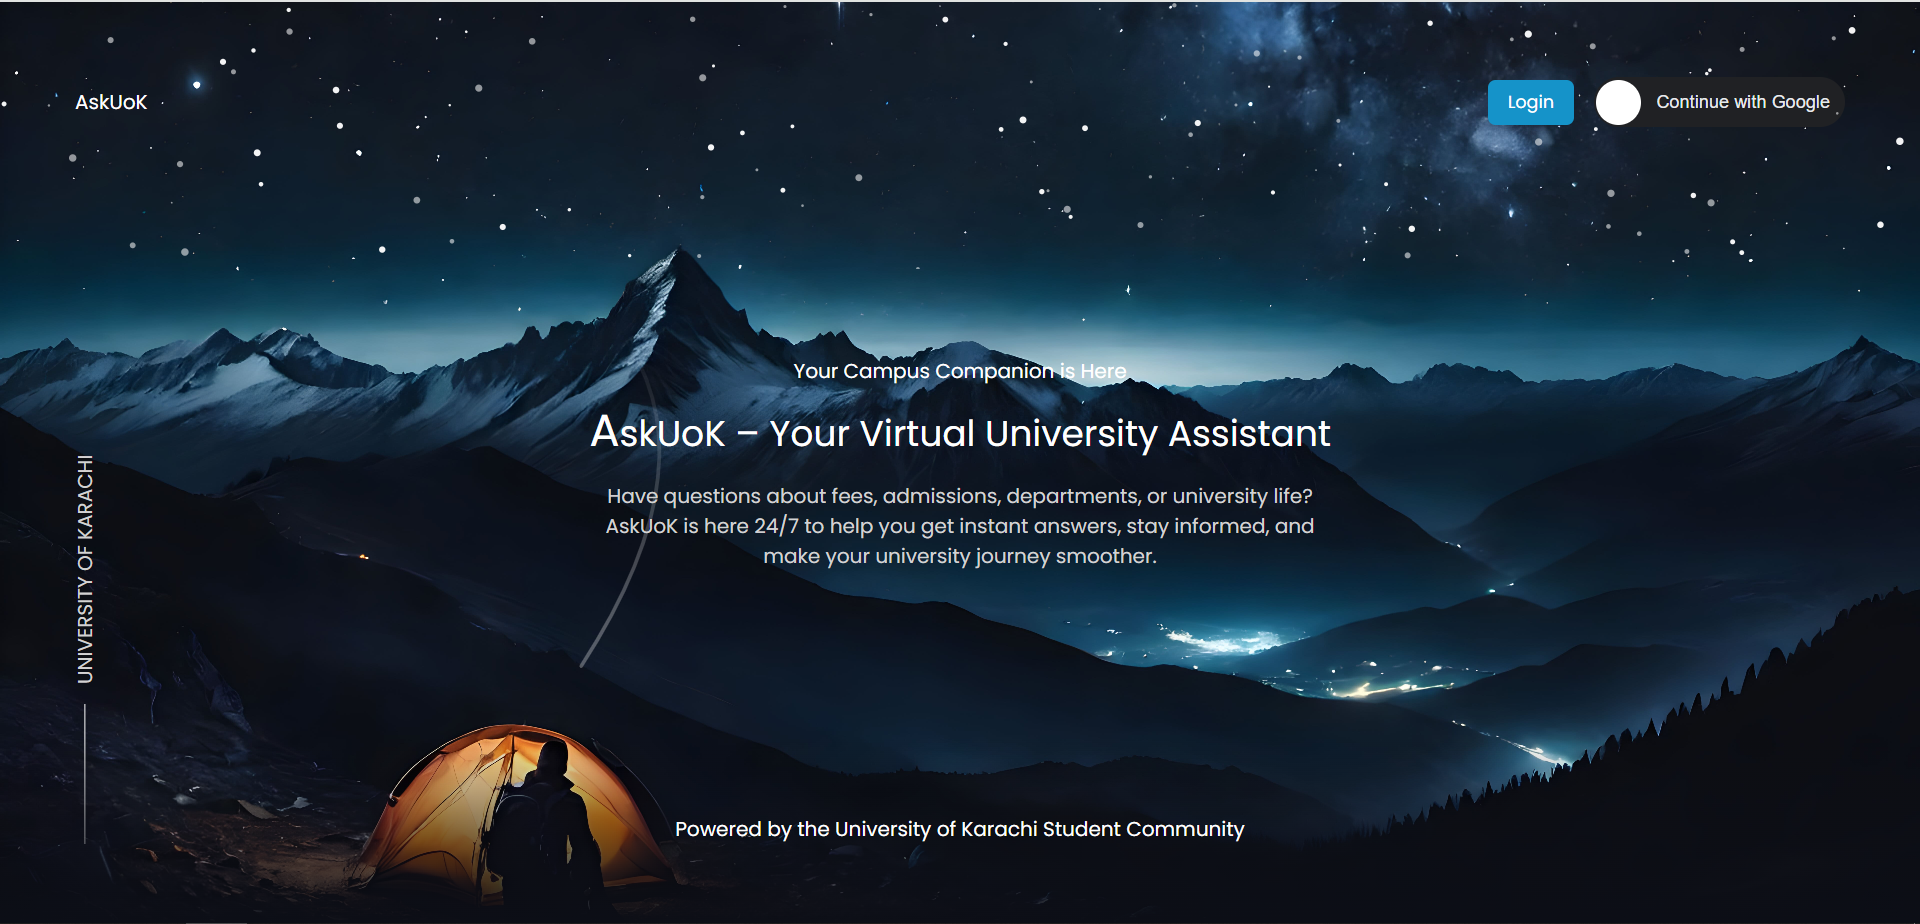 AskUoK
Login
Continue with Google
Your Campus Companion is Here
AskUoK – Your Virtual University Assistant
Have questions about fees, admissions, departments, or university life?
AskUoK is here 24/7 to help you get instant answers, stay informed, and
make your university journey smoother.
UNIVERSITY OF KARACHI
Powered by the University of Karachi Student Community